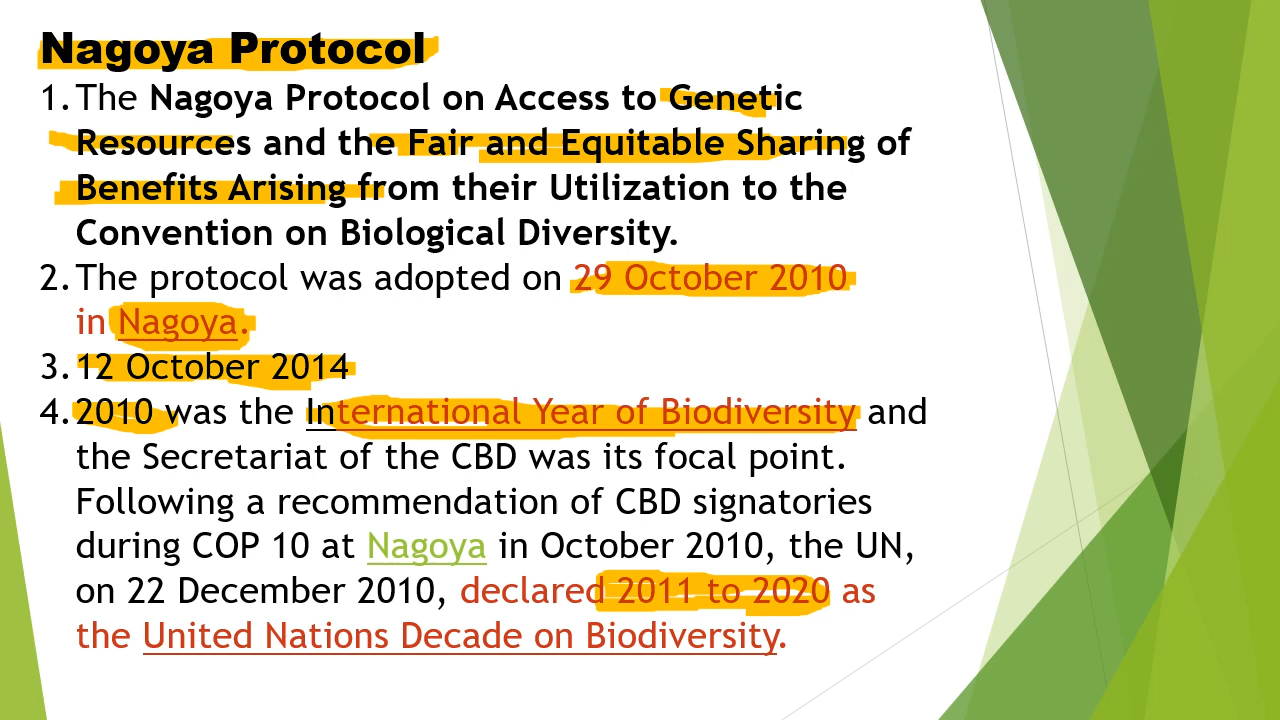 Nagoya Protocol
1. The Nagoya Protocol on Access to Genetic
Resources and the Fair and Equitable Sharing of
Benefits Arising from their Utilization to the
Convention on Biological Diversity.
2. The protocol was adopted on 29 October 2010
in Nagoya.
3. 12 October 2014
4. 2010 was the International Year of Biodiversity and
the Secretariat of the CBD was its focal point.
Following a recommendation of CBD signatories
during COP 10 at Nagoya in October 2010, the UN,
on 22 December 2010, declared 2011 to 2020 as
the United Nations Decade on Biodiversity.